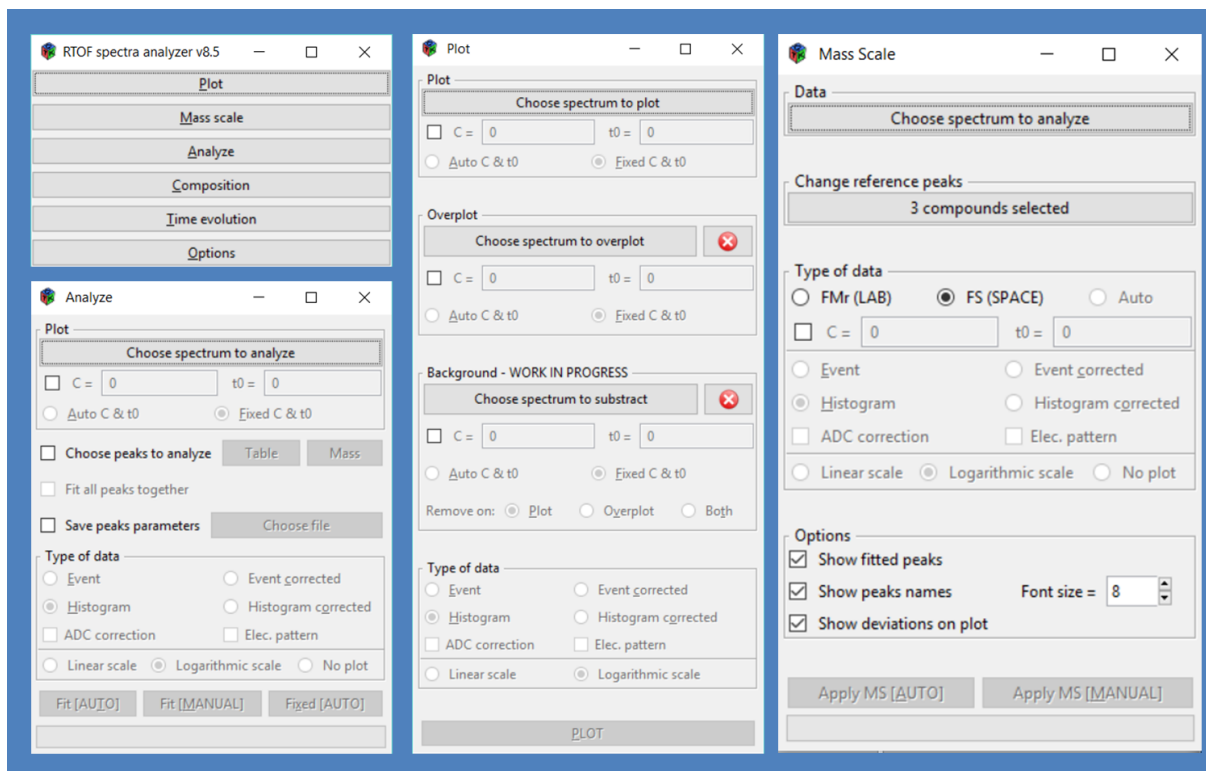 RTOF spectra analyzer v8.5
Plot
Mass scale
Analyze
Composition
Time evolution
Options
Analyze
Plot
Choose spectrum to analyze
C = 0 t0 = 0
Auto C & t0 Fixed C & t0
Choose peaks to analyze Table Mass
Fit all peaks together
Save peaks parameters Choose file
Type of data
Event Event corrected
Histogram Histogram corrected
ADC correction Elec. pattern
Linear scale Logarithmic scale No plot
Fit [AUTO] Fit [MANUAL] Fixed [AUTO]
Plot
Plot
Choose spectrum to plot
C = 0 t0 = 0
Auto C & t0 Fixed C & t0
Overplot
Choose spectrum to overplot
C = 0 t0 = 0
Auto C & t0 Fixed C & t0
Background - WORK IN PROGRESS
Choose spectrum to substract
C = 0 t0 = 0
Auto C & t0 Fixed C & t0
Remove on: Plot Overplot Both
Type of data
Event Event corrected
Histogram Histogram corrected
ADC correction Elec. pattern
Linear scale Logarithmic scale
PLOT
Mass Scale
Data
Choose spectrum to analyze
Change reference peaks
3 compounds selected
Type of data
FMr (LAB) FS (SPACE) Auto
C = 0 t0 = 0
Event Event corrected
Histogram Histogram corrected
ADC correction Elec. pattern
Linear scale Logarithmic scale No plot
Options
Show fitted peaks
Show peaks names Font size = 8
Show deviations on plot
Apply MS [AUTO] Apply MS [MANUAL]